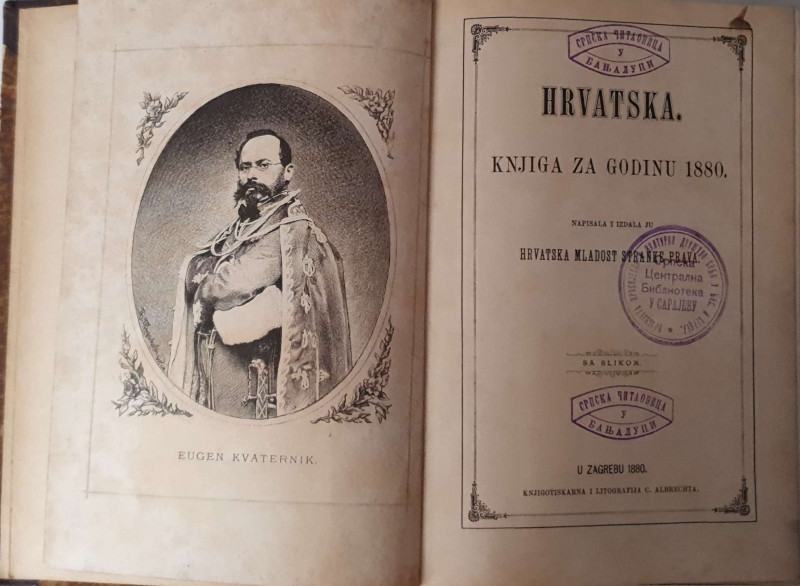 EUGEN KVATERNIK.
СРПСКА ЧИТАОНИЦА
У
БАЊАЛУЦИ
HRVATSKA.
KNJIGA ZA GODINU 1880.
NAPISALA I IZDALA JU
HRVATSKA MLADOST STRANKE PRAVA
Српска
Централна
Библиотека
У САРАЈЕВУ
SA SLIKOM.
СРПСКА ЧИТАОНИЦА
У
БАЊАЛУЦИ
U ZAGREBU 1880.
KNJIGOTISKARNA I LITOGRAFIJA C. ALBRECHTA.